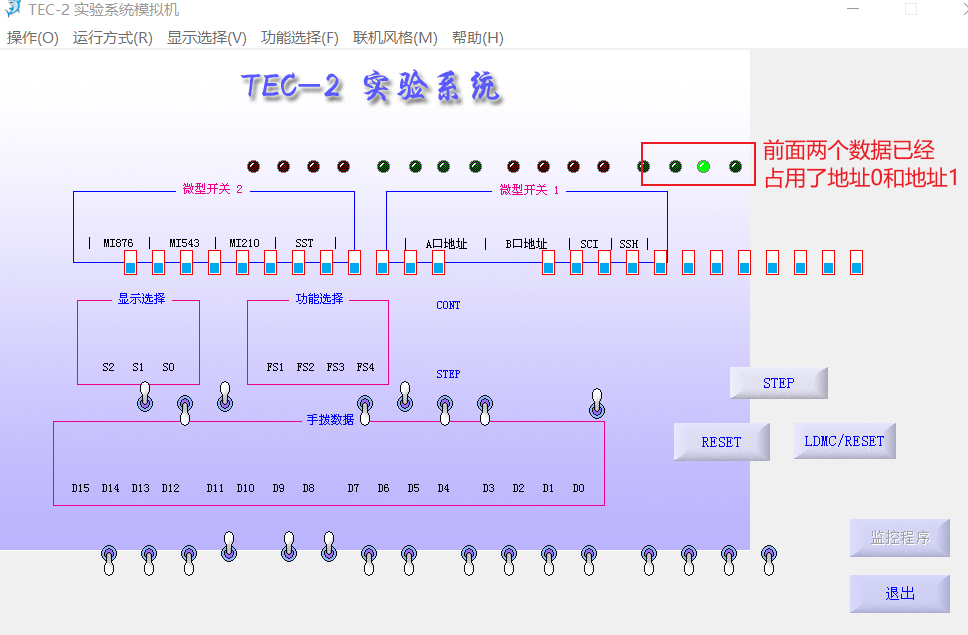 TEC-2 实验系统模拟机
操作(O) 运行方式(R) 显示选择(V) 功能选择(F) 联机风格(M) 帮助(H)
TEC-2 实验系统
前面两个数据已经
占用了地址0和地址1
微型开关 2 微型开关 1
| MI876 | MI543 | MI210 | SST | | A口地址 | B口地址 | SCI | SSH |
显示选择 功能选择 CONT
S2 S1 S0 FS1 FS2 FS3 FS4
STEP
STEP
手拨数据
RESET LDMC/RESET
D15 D14 D13 D12 D11 D10 D9 D8 D7 D6 D5 D4 D3 D2 D1 D0
监控程序
退出